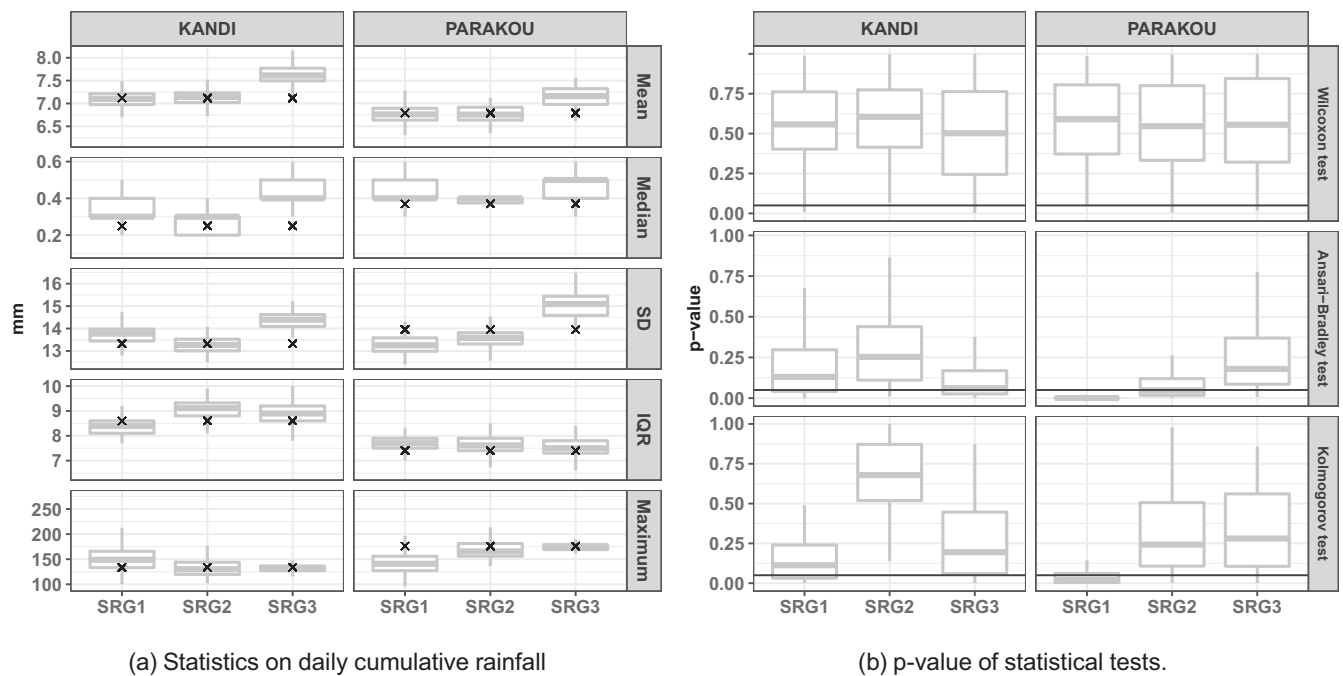 KANDI PARAKOU
8.0
7.5
7.0
6.5
Mean
0.6
0.4
0.2
Median
16
15
14
13
SD
10
9
8
7
IQR
250
200
150
100
Maximum
mm
SRG1 SRG2 SRG3 SRG1 SRG2 SRG3
(a) Statistics on daily cumulative rainfall
KANDI PARAKOU
0.75
0.50
0.25
0.00
Wilcoxon test
1.00
0.75
0.50
0.25
0.00
Ansari−Bradley test
1.00
0.75
0.50
0.25
0.00
Kolmogorov test
p−value
SRG1 SRG2 SRG3 SRG1 SRG2 SRG3
(b) p-value of statistical tests.